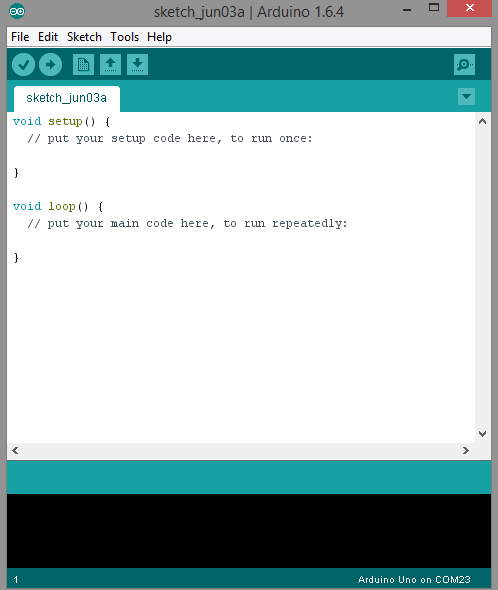 sketch_jun03a | Arduino 1.6.4
File Edit Sketch Tools Help
sketch_jun03a
void setup() {
  // put your setup code here, to run once:
}
void loop() {
  // put your main code here, to run repeatedly:
}
1 Arduino Uno on COM23